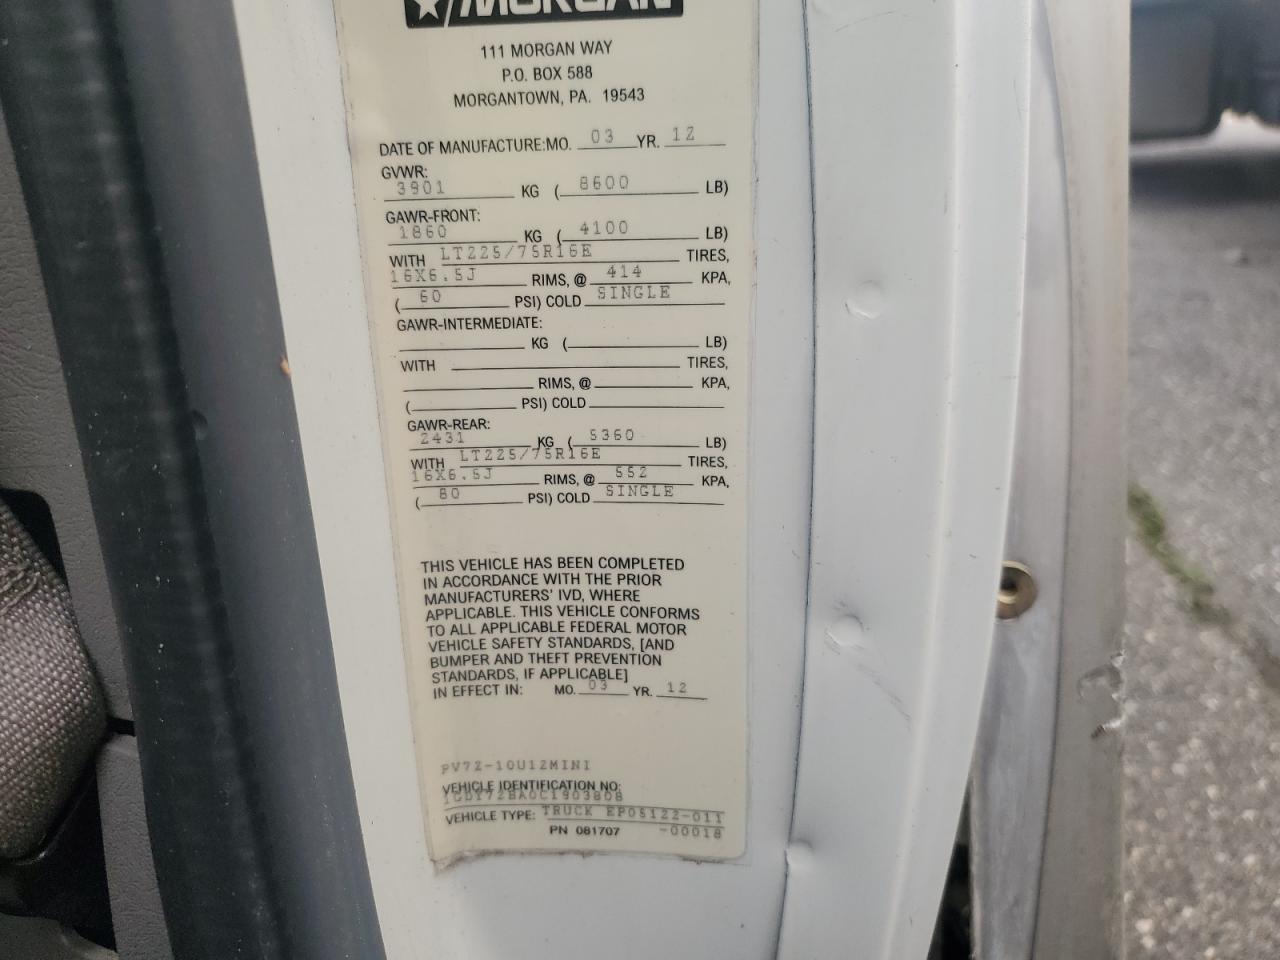 MORGAN
111 MORGAN WAY
P.O. BOX 588
MORGANTOWN, PA. 19543
DATE OF MANUFACTURE: MO. 03 YR. 12
GVWR:
3901 KG ( 8600 LB)
GAWR-FRONT:
1860 KG ( 4100 LB)
WITH LT225/75R16E TIRES,
16X6.5J RIMS, @ 414 KPA,
( 60 PSI) COLD SINGLE
GAWR-INTERMEDIATE:
KG ( LB)
WITH TIRES,
RIMS, @ KPA,
( PSI) COLD
GAWR-REAR:
2431 KG ( 5360 LB)
WITH LT225/75R16E TIRES,
16X6.5J RIMS, @ 552 KPA,
( 80 PSI) COLD SINGLE
THIS VEHICLE HAS BEEN COMPLETED
IN ACCORDANCE WITH THE PRIOR
MANUFACTURERS' IVD, WHERE
APPLICABLE. THIS VEHICLE CONFORMS
TO ALL APPLICABLE FEDERAL MOTOR
VEHICLE SAFETY STANDARDS, [AND
BUMPER AND THEFT PREVENTION
STANDARDS, IF APPLICABLE]
IN EFFECT IN: MO. 03 YR. 12
PV72-10U12MINI
VEHICLE IDENTIFICATION NO:
VEHICLE TYPE: TRUCK EP05122-011
PN 081707 -00018